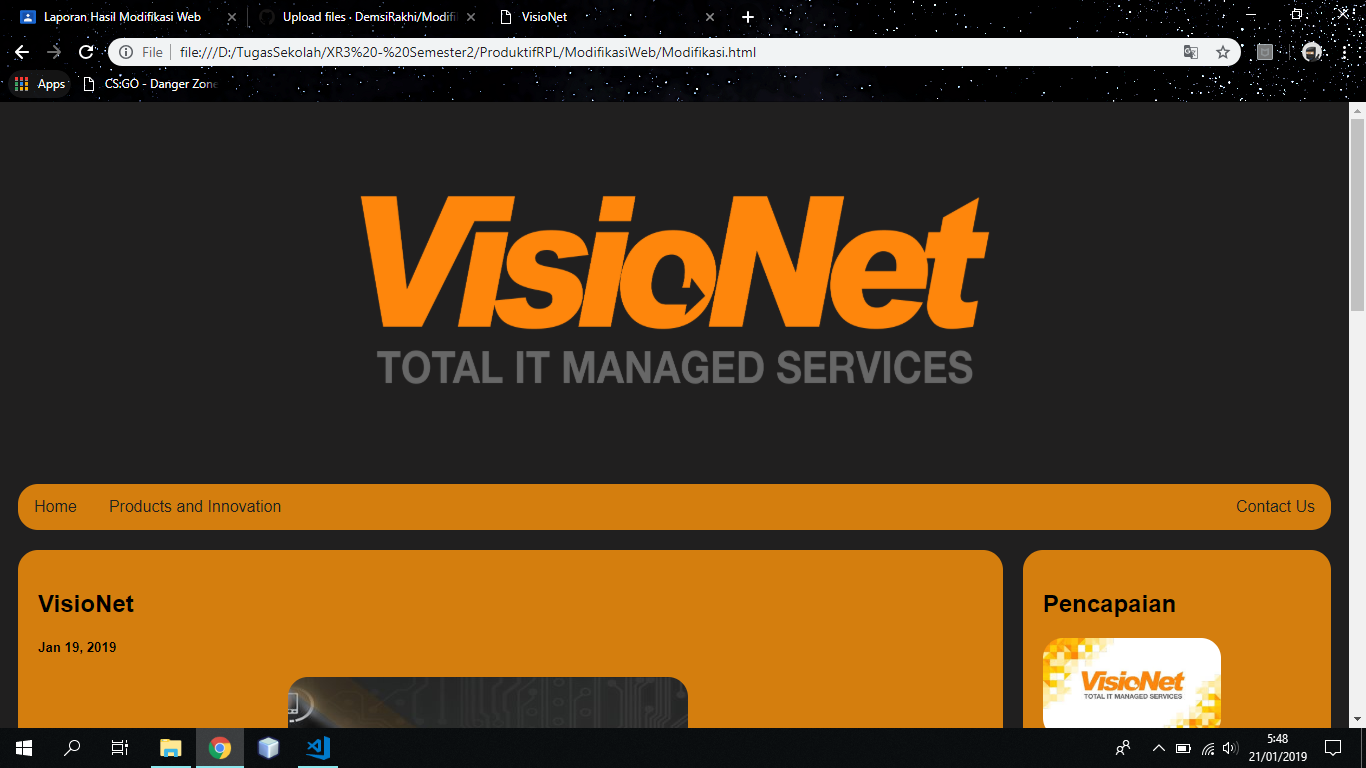 Laporan Hasil Modifikasi Web
Upload files · DemsiRakhi/Modifi
VisioNet
File
file:///D:/TugasSekolah/XR3%20-%20Semester2/ProduktifRPL/ModifikasiWeb/Modifikasi.html
Apps
CS:GO - Danger Zone
VisioNet
TOTAL IT MANAGED SERVICES
Home
Products and Innovation
Contact Us
VisioNet
Jan 19, 2019
Pencapaian
VisioNet
TOTAL IT MANAGED SERVICES
5:48
21/01/2019